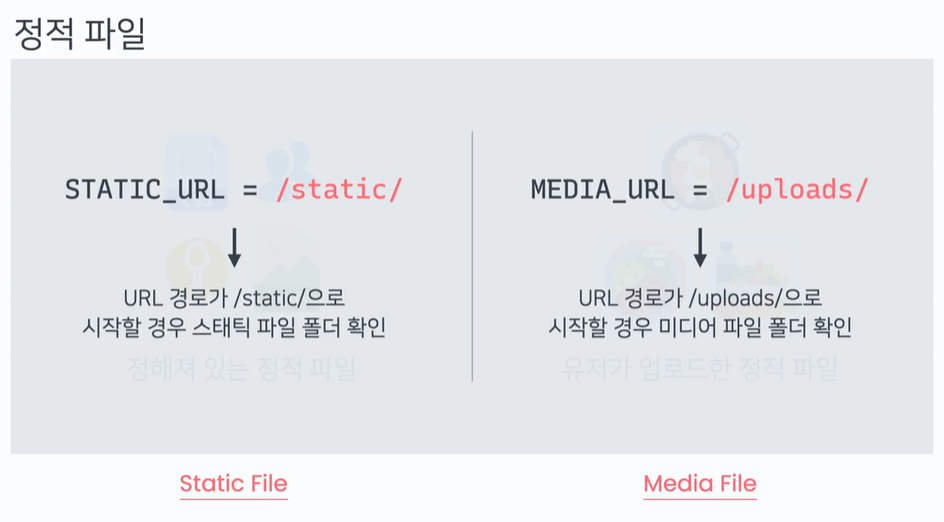 정적 파일
STATIC_URL = /static/
URL 경로가 /static/으로
시작할 경우 스태틱 파일 폴더 확인
정해져 있는 정적 파일
Static File
MEDIA_URL = /uploads/
URL 경로가 /uploads/으로
시작할 경우 미디어 파일 폴더 확인
유저가 업로드한 정적 파일
Media File